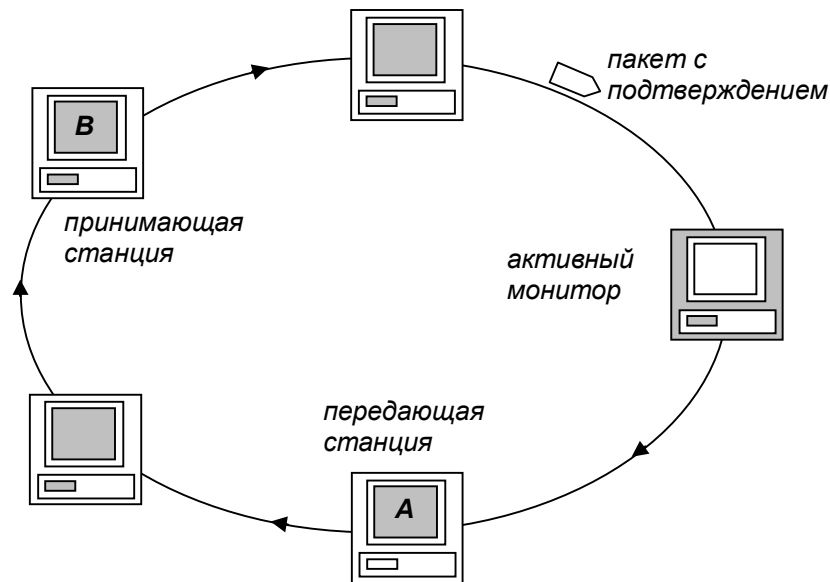 пакет с
подтверждением
B
принимающая
станция
активный
монитор
передающая
станция
A